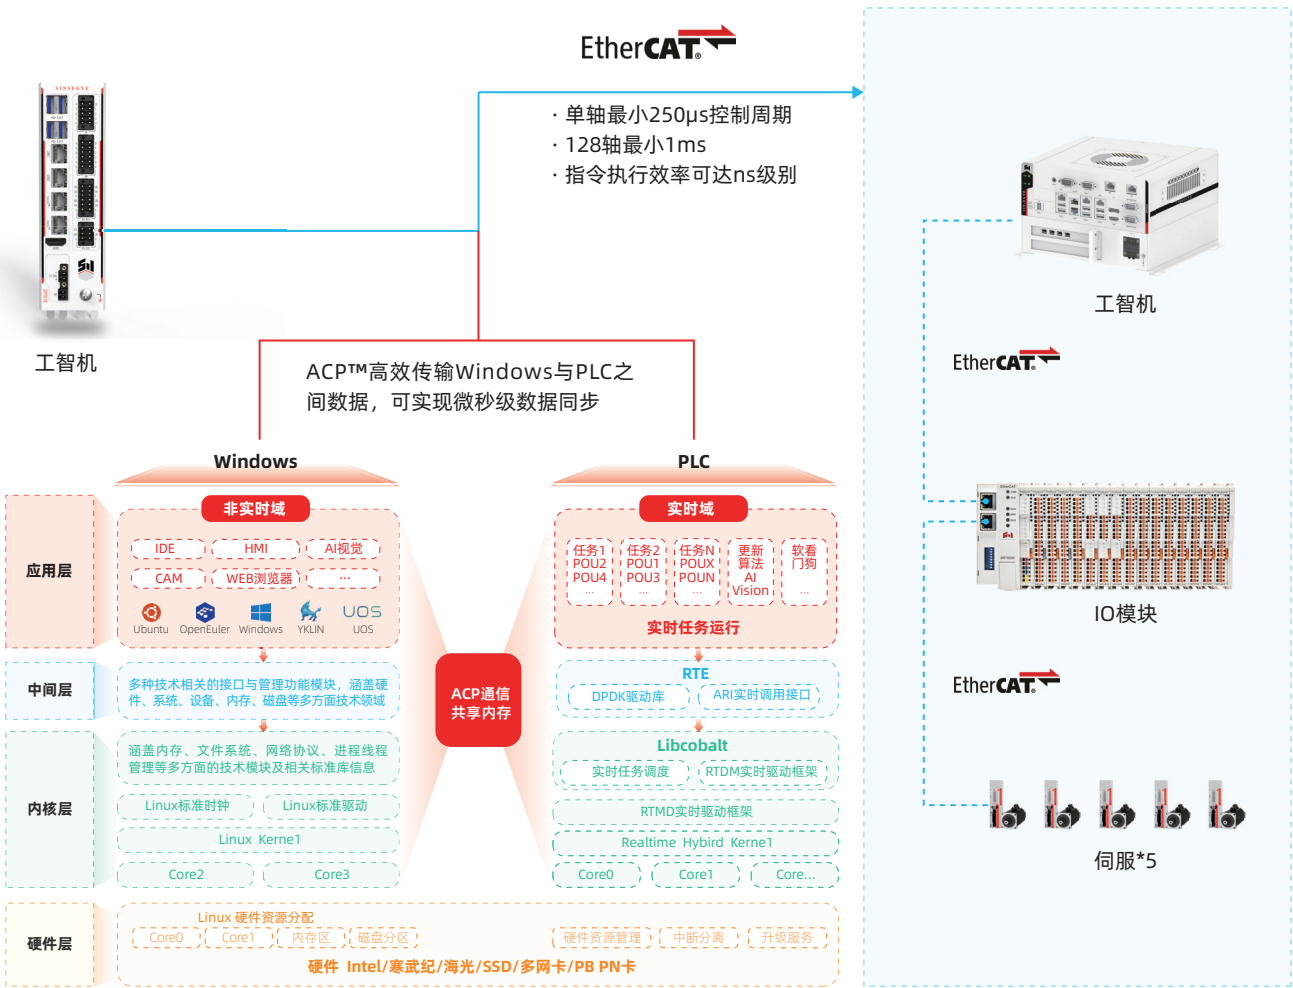 EtherCAT®
· 单轴最小250μs控制周期
· 128轴最小1ms
· 指令执行效率可达ns级别
SINSEGYE
工智机
工智机
EtherCAT®
ACP™高效传输Windows与PLC之
间数据，可实现微秒级数据同步
Windows
PLC
EtherCAT
IO模块
EtherCAT®
伺服*5
应用层
非实时域
IDE
HMI
AI视觉
CAM
WEB浏览器
...
Ubuntu
OpenEuler
Windows
YKLIN
UOS
UOS
实时域
任务1
POU2
POU4
...
任务2
POU1
POU3
...
任务N
POUX
POUN
...
更新
算法
AI
Vision
软看
门狗
...
实时任务运行
ACP通信
共享内存
中间层
多种技术相关的接口与管理功能模块，涵盖硬
件、系统、设备、内存、磁盘等多方面技术领域
RTE
DPDK驱动库
ARI实时调用接口
内核层
涵盖内存、文件系统、网络协议、进程线程
管理等多方面的技术模块及相关标准库信息
Linux标准时钟
Linux标准驱动
Linux Kerne1
Core2
Core3
Libcobalt
实时任务调度
RTDM实时驱动框架
RTMD实时驱动框架
Realtime Hybird Kerne1
Core0
Core1
Core...
硬件层
Linux 硬件资源分配
Core0
Core1
内存区
磁盘分区
硬件资源管理
中断分离
升级服务
硬件 Intel/寒武纪/海光/SSD/多网卡/PB PN卡